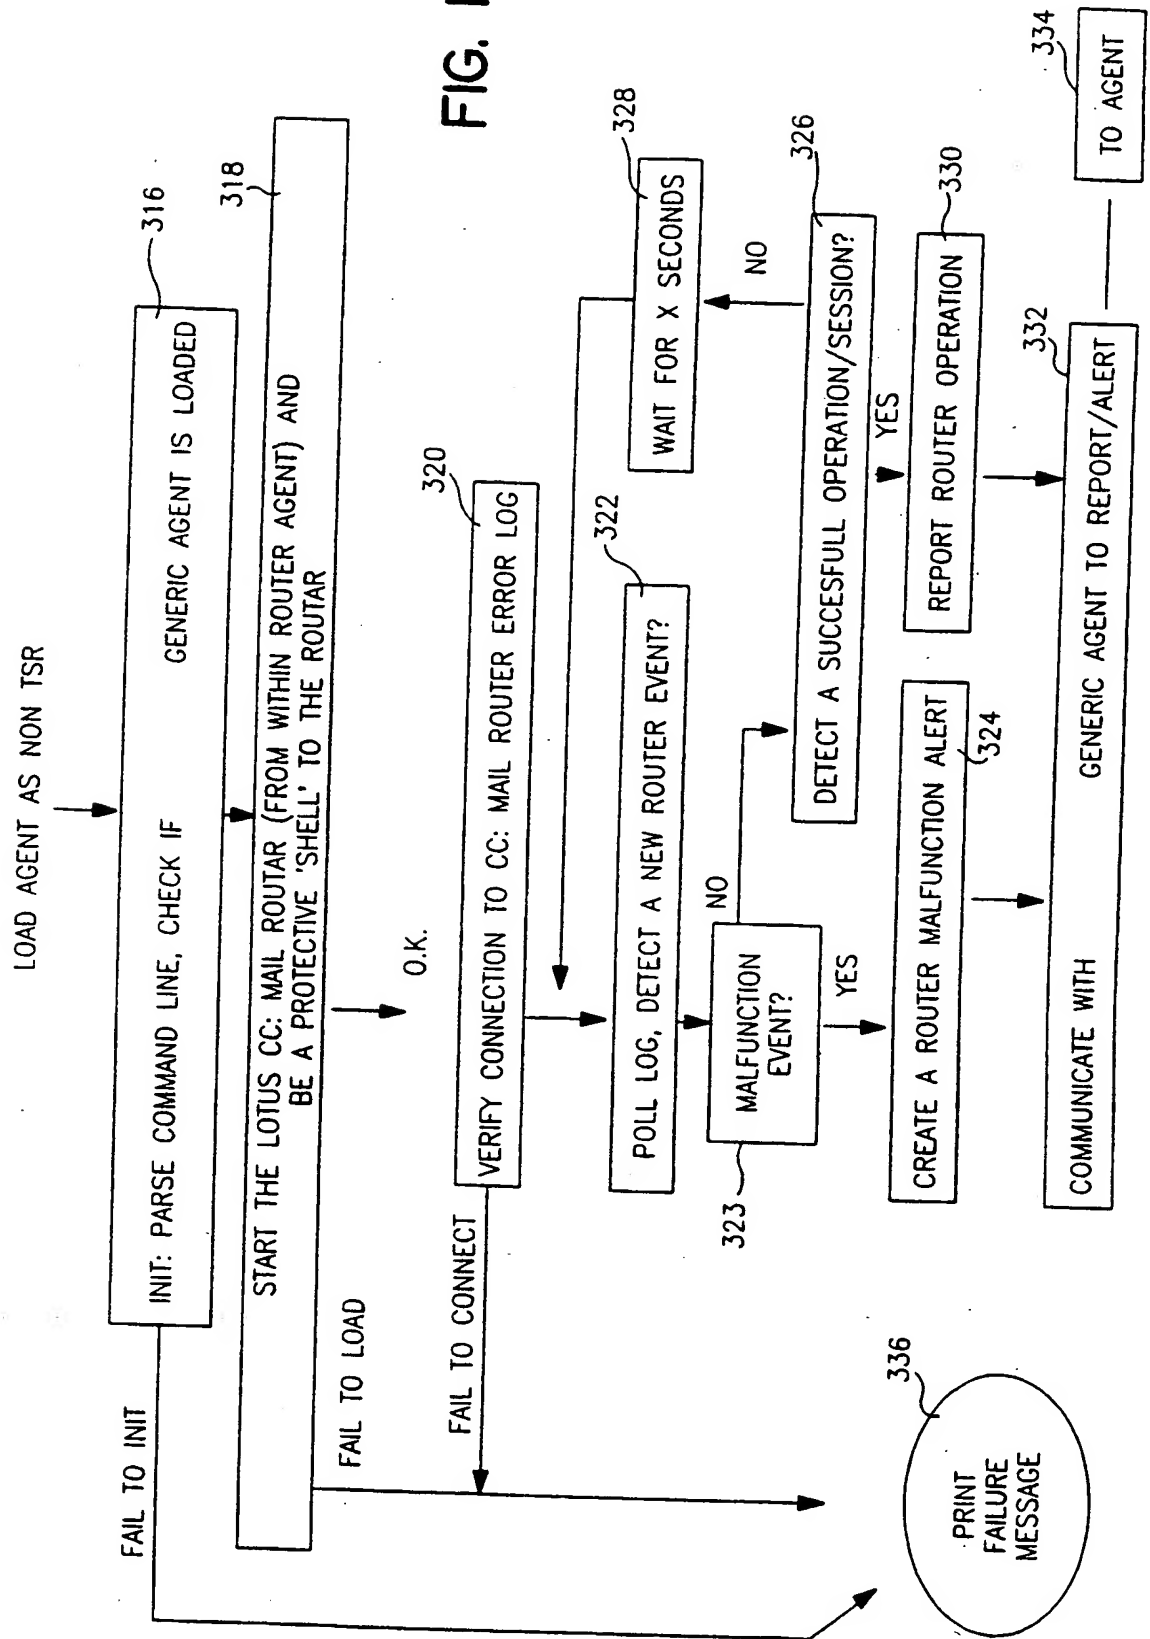 FIG. 1
LOAD AGENT AS NON TSR
316
INIT: PARSE COMMAND LINE, CHECK IF GENERIC AGENT IS LOADED
FAIL TO INIT
318
START THE LOTUS CC: MAIL ROUTAR (FROM WITHIN ROUTER AGENT) AND
BE A PROTECTIVE 'SHELL' TO THE ROUTAR
FAIL TO LOAD
O.K.
320
VERIFY CONNECTION TO CC: MAIL ROUTER ERROR LOG
FAIL TO CONNECT
322
POLL LOG, DETECT A NEW ROUTER EVENT?
328
WAIT FOR X SECONDS
323
MALFUNCTION
EVENT?
NO
YES
326
DETECT A SUCCESFULL OPERATION/SESSION?
NO
YES
CREATE A ROUTER MALFUNCTION ALERT
324
330
REPORT ROUTER OPERATION
332
COMMUNICATE WITH GENERIC AGENT TO REPORT/ALERT
334
TO AGENT
336
PRINT
FAILURE
MESSAGE